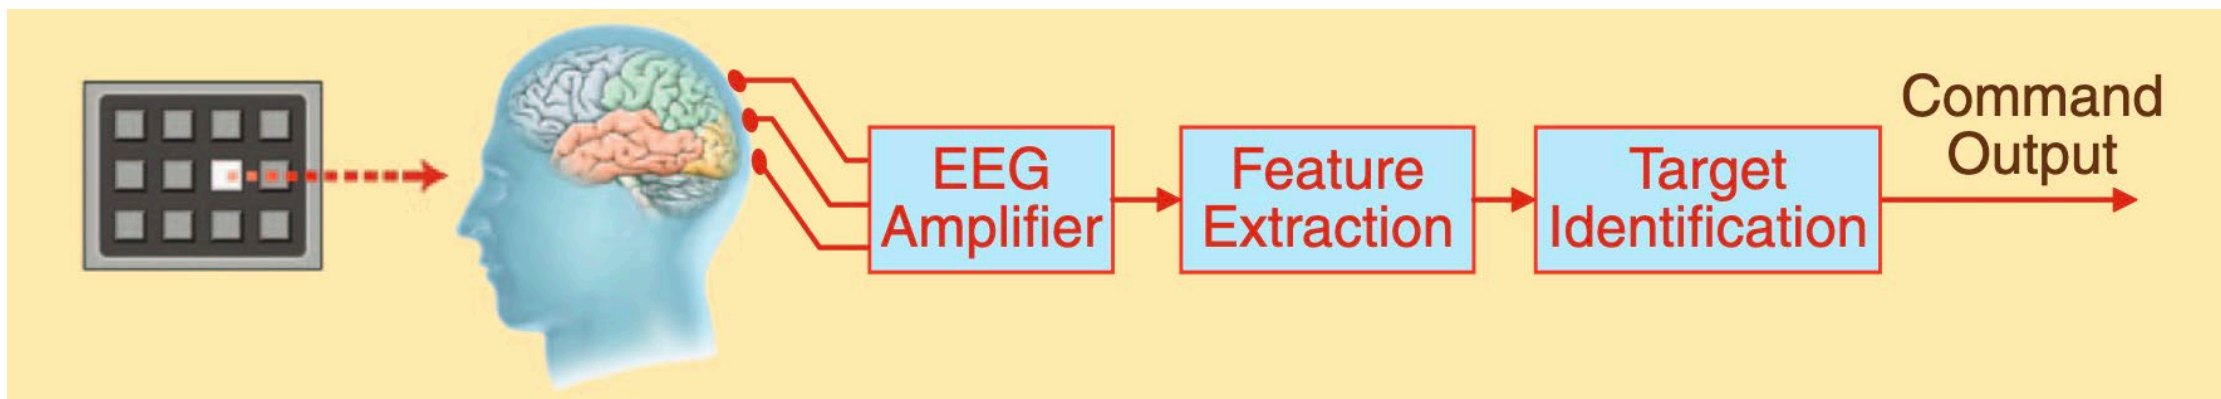 EEG
Amplifier
Feature
Extraction
Target
Identification
Command
Output